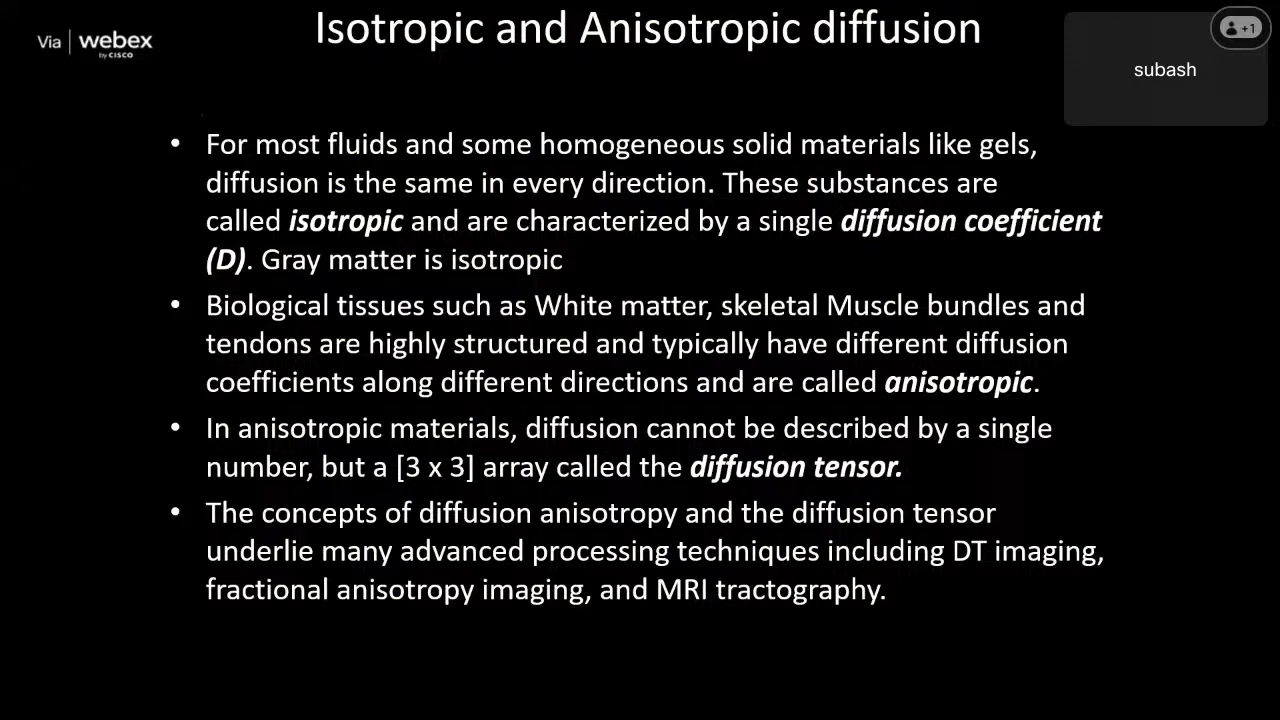 Isotropic and Anisotropic diffusion
Via | webex
by CISCO
+1
subash
• For most fluids and some homogeneous solid materials like gels,
diffusion is the same in every direction. These substances are
called isotropic and are characterized by a single diffusion coefficient
(D). Gray matter is isotropic
• Biological tissues such as White matter, skeletal Muscle bundles and
tendons are highly structured and typically have different diffusion
coefficients along different directions and are called anisotropic.
• In anisotropic materials, diffusion cannot be described by a single
number, but a [3 x 3] array called the diffusion tensor.
• The concepts of diffusion anisotropy and the diffusion tensor
underlie many advanced processing techniques including DT imaging,
fractional anisotropy imaging, and MRI tractography.